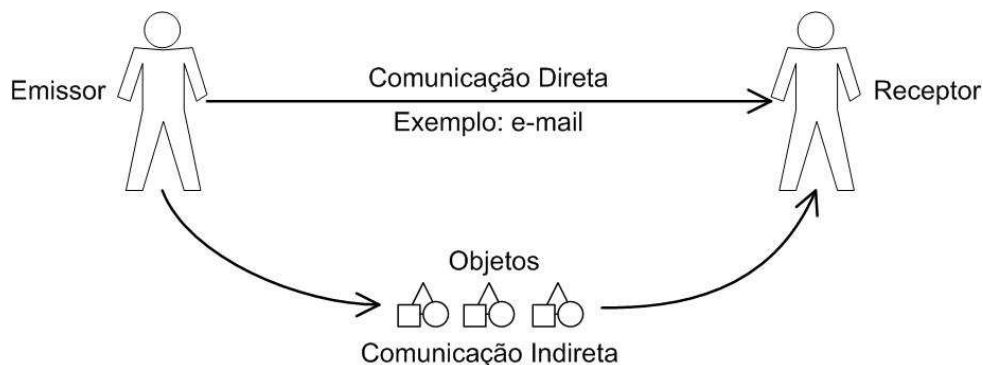 Comunicação Direta
Emissor
Receptor
Exemplo: e-mail
Objetos
Comunicação Indireta